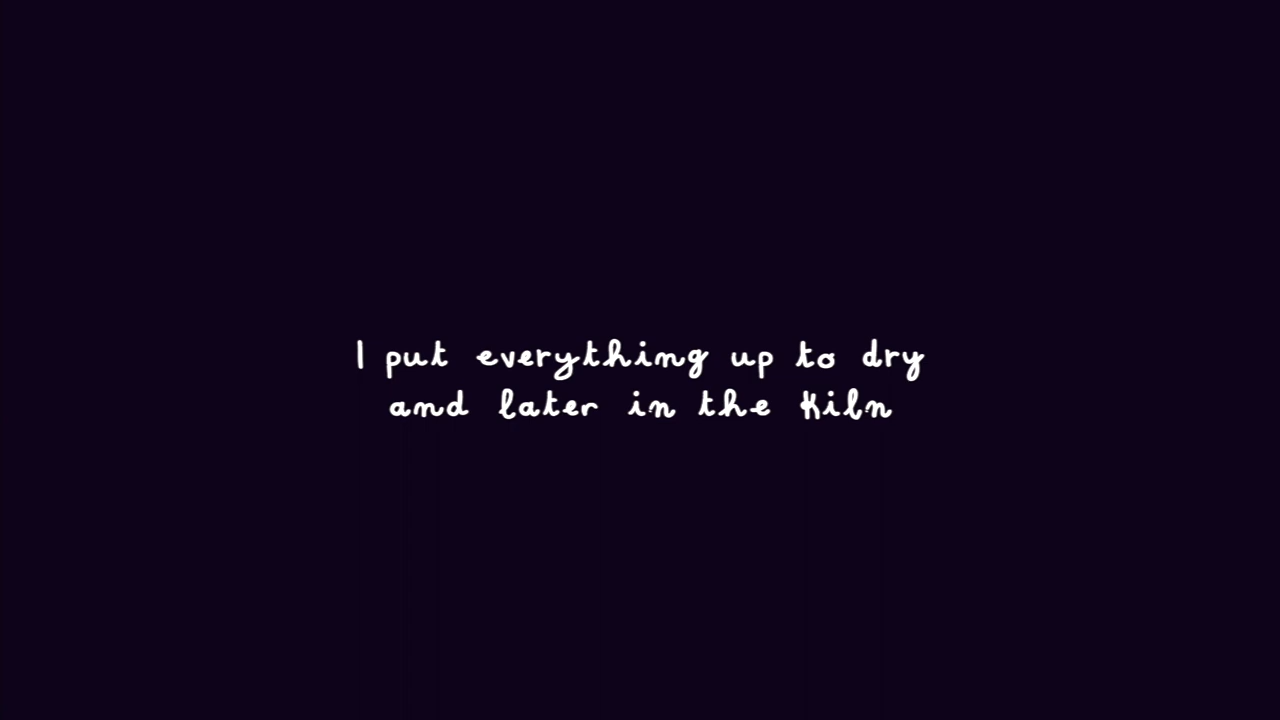 I put everything up to dry
and later in the kiln